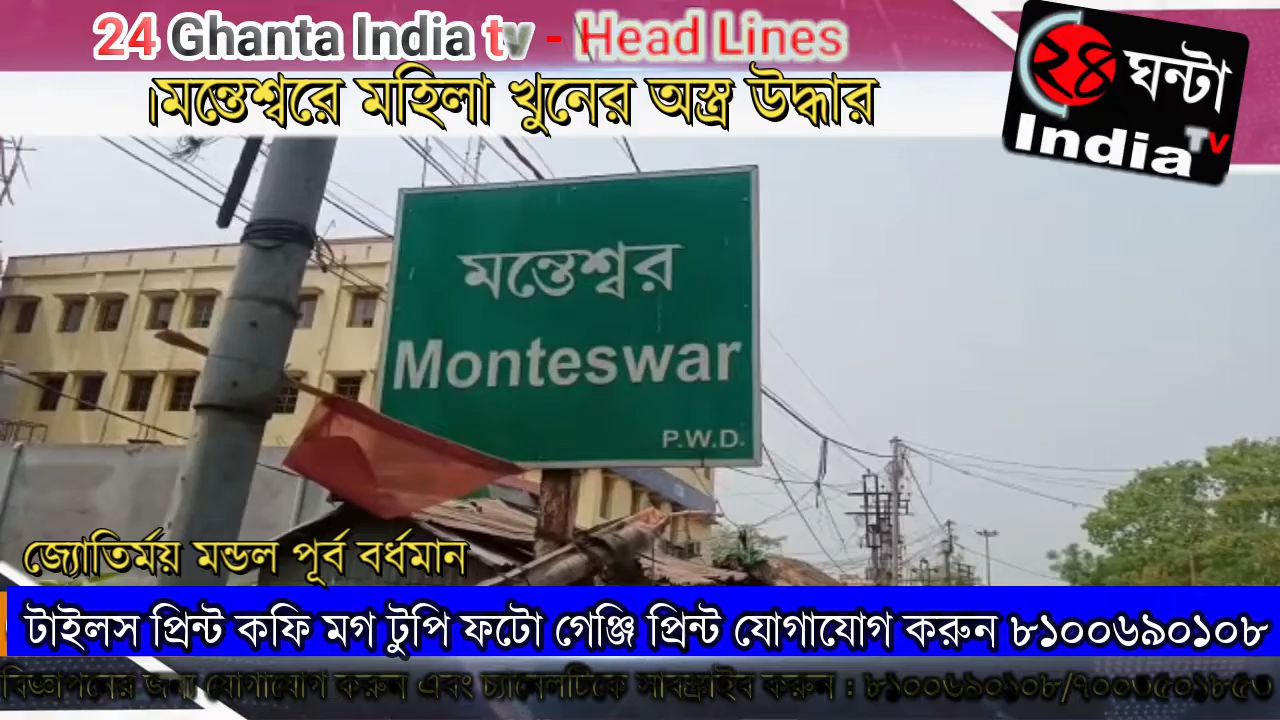 24 Ghanta India tv - Head Lines
।মন্তেশ্বরে মহিলা খুনের অস্ত্র উদ্ধার
২৪ ঘন্টা
India Tv
মন্তেশ্বর
Monteswar
P.W.D.
জ্যোতির্ময় মন্ডল পূর্ব বর্ধমান
টাইলস প্রিন্ট কফি মগ টুপি ফটো গেঞ্জি প্রিন্ট যোগাযোগ করুন ৮১০০৬৯০১০৮
বিজ্ঞাপনের জন্য যোগাযোগ করুন এবং চ্যানেলটিকে সাবস্ক্রাইব করুন : ৮১০০৬৯০১০৮/৭০০৩৫০১৮৫৩